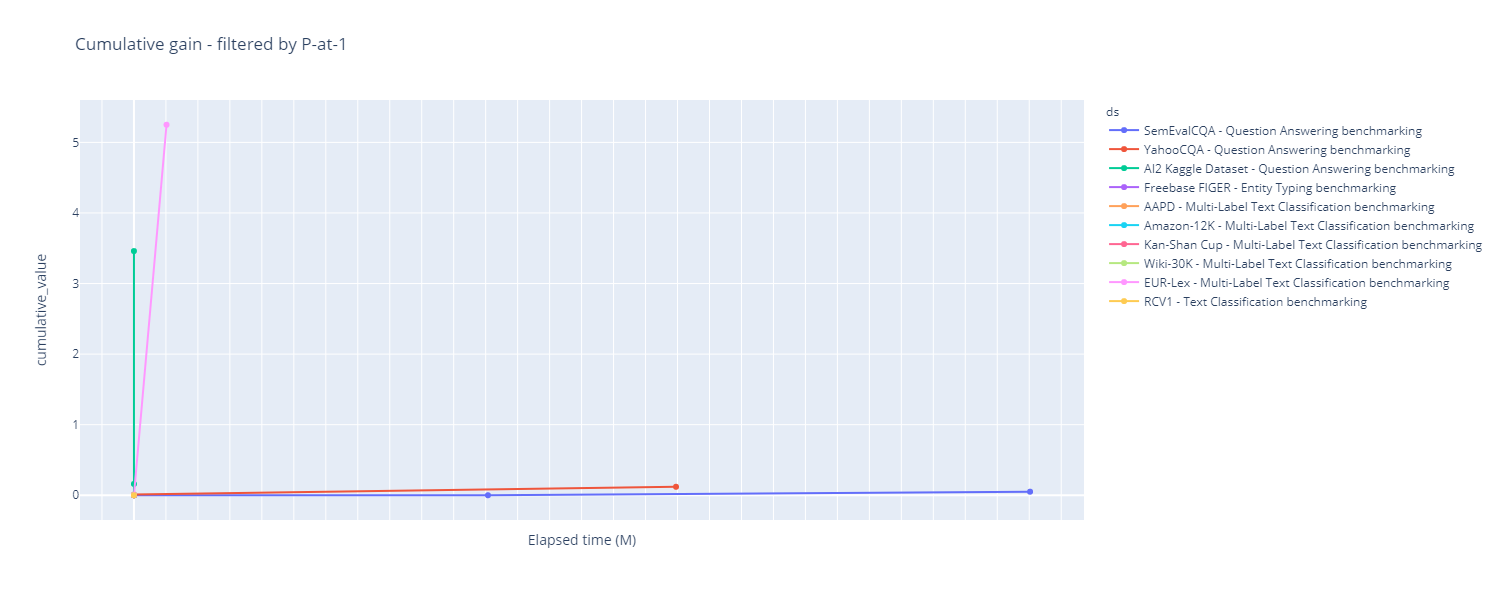 Cumulative gain - filtered by P-at-1
5
4
3
2
1
0
cumulative_value
Elapsed time (M)
ds
SemEvalCQA - Question Answering benchmarking
YahooCQA - Question Answering benchmarking
AI2 Kaggle Dataset - Question Answering benchmarking
Freebase FIGER - Entity Typing benchmarking
AAPD - Multi-Label Text Classification benchmarking
Amazon-12K - Multi-Label Text Classification benchmarking
Kan-Shan Cup - Multi-Label Text Classification benchmarking
Wiki-30K - Multi-Label Text Classification benchmarking
EUR-Lex - Multi-Label Text Classification benchmarking
RCV1 - Text Classification benchmarking